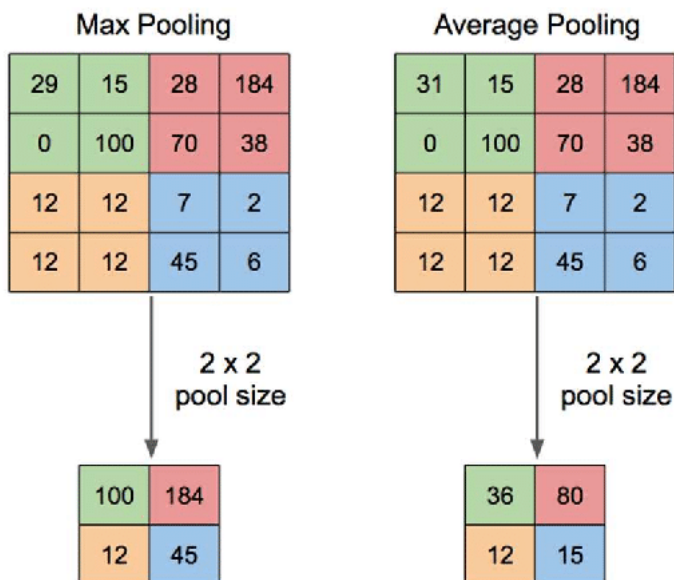 Max Pooling
29 15 28 184
0 100 70 38
12 12 7 2
12 12 45 6
2 x 2
pool size
100 184
12 45
Average Pooling
31 15 28 184
0 100 70 38
12 12 7 2
12 12 45 6
2 x 2
pool size
36 80
12 15